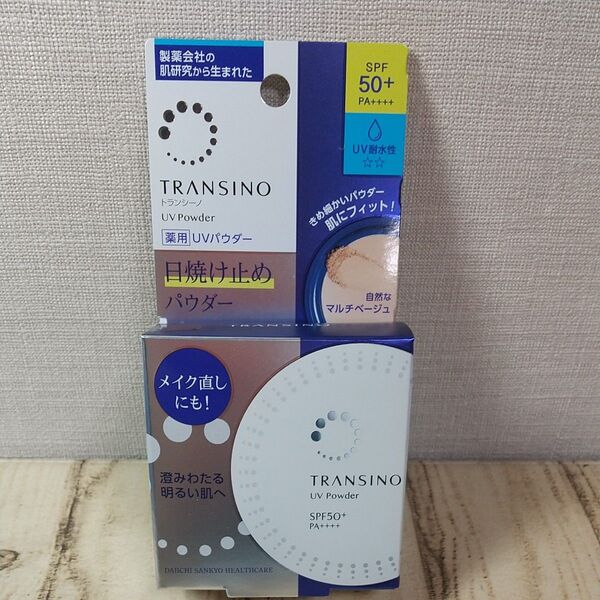 製薬会社の
肌研究から生まれた
SPF
50+
PA++++
UV耐水性
☆☆
TRANSINO
トランシーノ
UV Powder
薬用 UVパウダー
きめ細かいパウダー
肌にフィット!
日焼け止め
パウダー
自然な
マルチベージュ
TRANSINO
メイク直し
にも!
TRANSINO
UV Powder
SPF50+
PA++++
澄みわたる
明るい肌へ
DAIICHI SANKYO HEALTHCARE